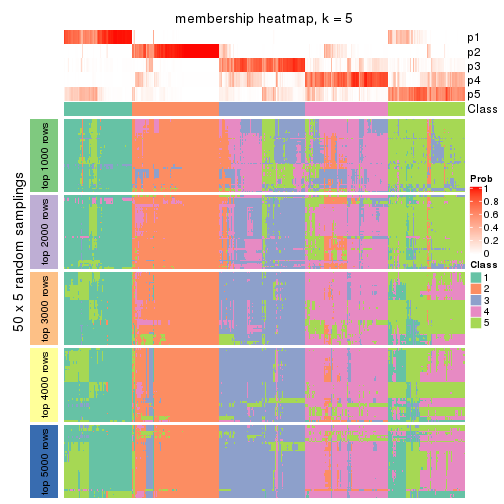 membership heatmap, k = 5
p1
p2
p3
p4
p5
Class
50 x 5 random samplings
top 1000 rows
top 2000 rows
top 3000 rows
top 4000 rows
top 5000 rows
Prob
1
0.8
0.6
0.4
0.2
0
Class
1
2
3
4
5